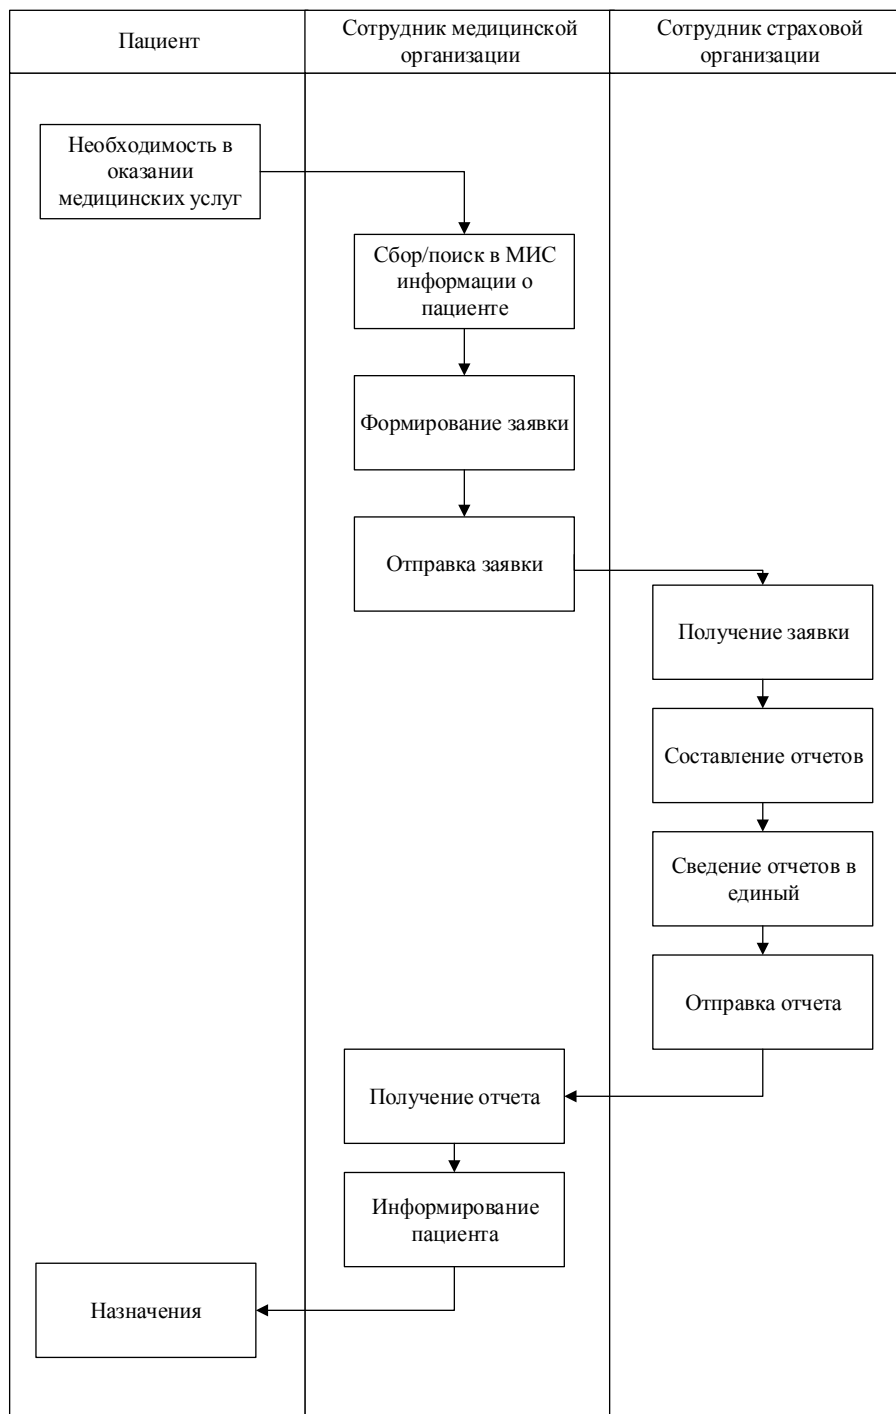 Пациент
Сотрудник медицинской
организации
Сотрудник страховой
организации
Необходимость в
оказании
медицинских услуг
Сбор/поиск в МИС
информации о
пациенте
Формирование заявки
Отправка заявки
Получение заявки
Составление отчетов
Сведение отчетов в
единый
Отправка отчета
Получение отчета
Информирование
пациента
Назначения